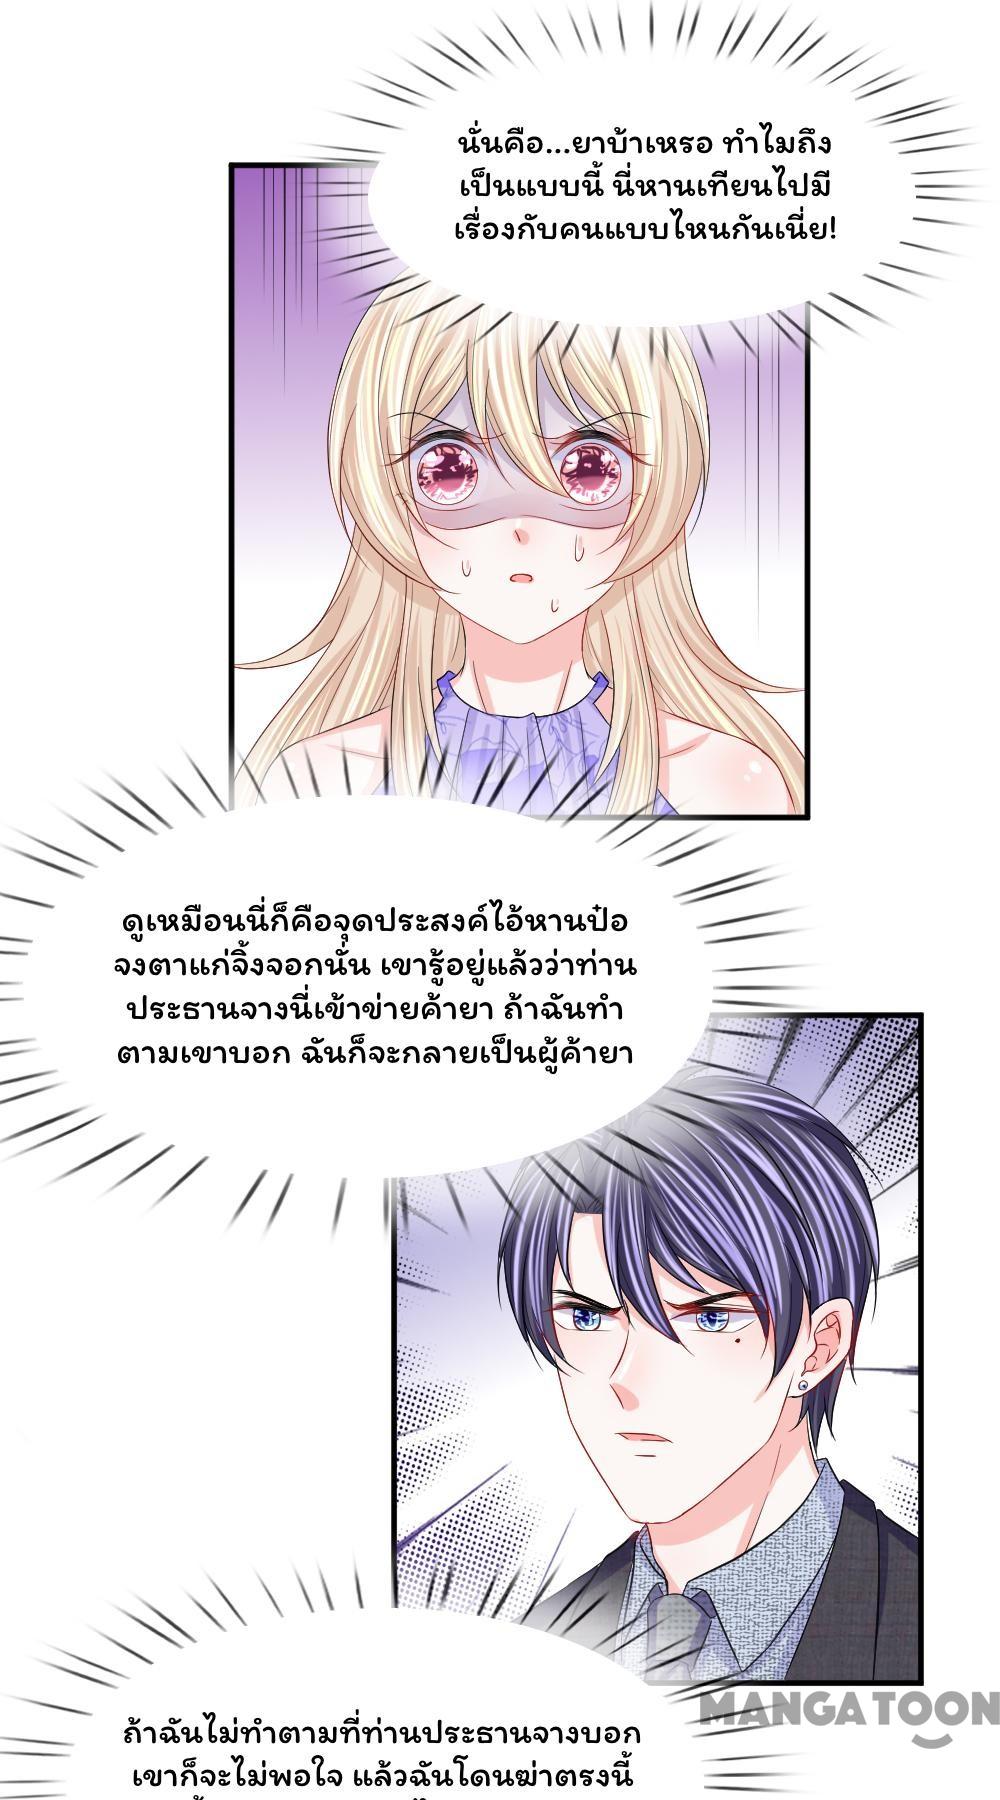 นั่นคือ...ยาบ้าเหรอ ทำไมถึง
เป็นแบบนี้ นี่หานเทียนไปมี
เรื่องกับคนแบบไหนกันเนี่ย!
ดูเหมือนนี่ก็คือจุดประสงค์ไอ้หานป๋อ
จงตาแก่จิ้งจอกนั่น เขารู้อยู่แล้วว่าท่าน
ประธานจางนี่เข้าข่ายค้ายา ถ้าฉันทำ
ตามเขาบอก ฉันก็จะกลายเป็นผู้ค้ายา
MANGATOON
ถ้าฉันไม่ทำตามที่ท่านประธานจางบอก
เขาก็จะไม่พอใจ แล้วฉันโดนฆ่าตรงนี้